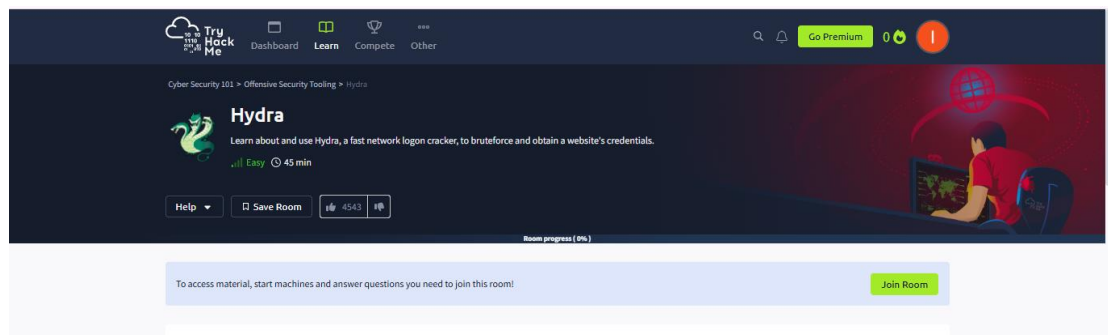 Try
Hack
Me
10 10
1110
Dashboard
Learn
Compete
Other
Go Premium
0
I
Cyber Security 101 > Offensive Security Tooling > Hydra
Hydra
Learn about and use Hydra, a fast network logon cracker, to bruteforce and obtain a website's credentials.
Easy 45 min
Help
Save Room
4543
Room progress ( 0% )
To access material, start machines and answer questions you need to join this room!
Join Room